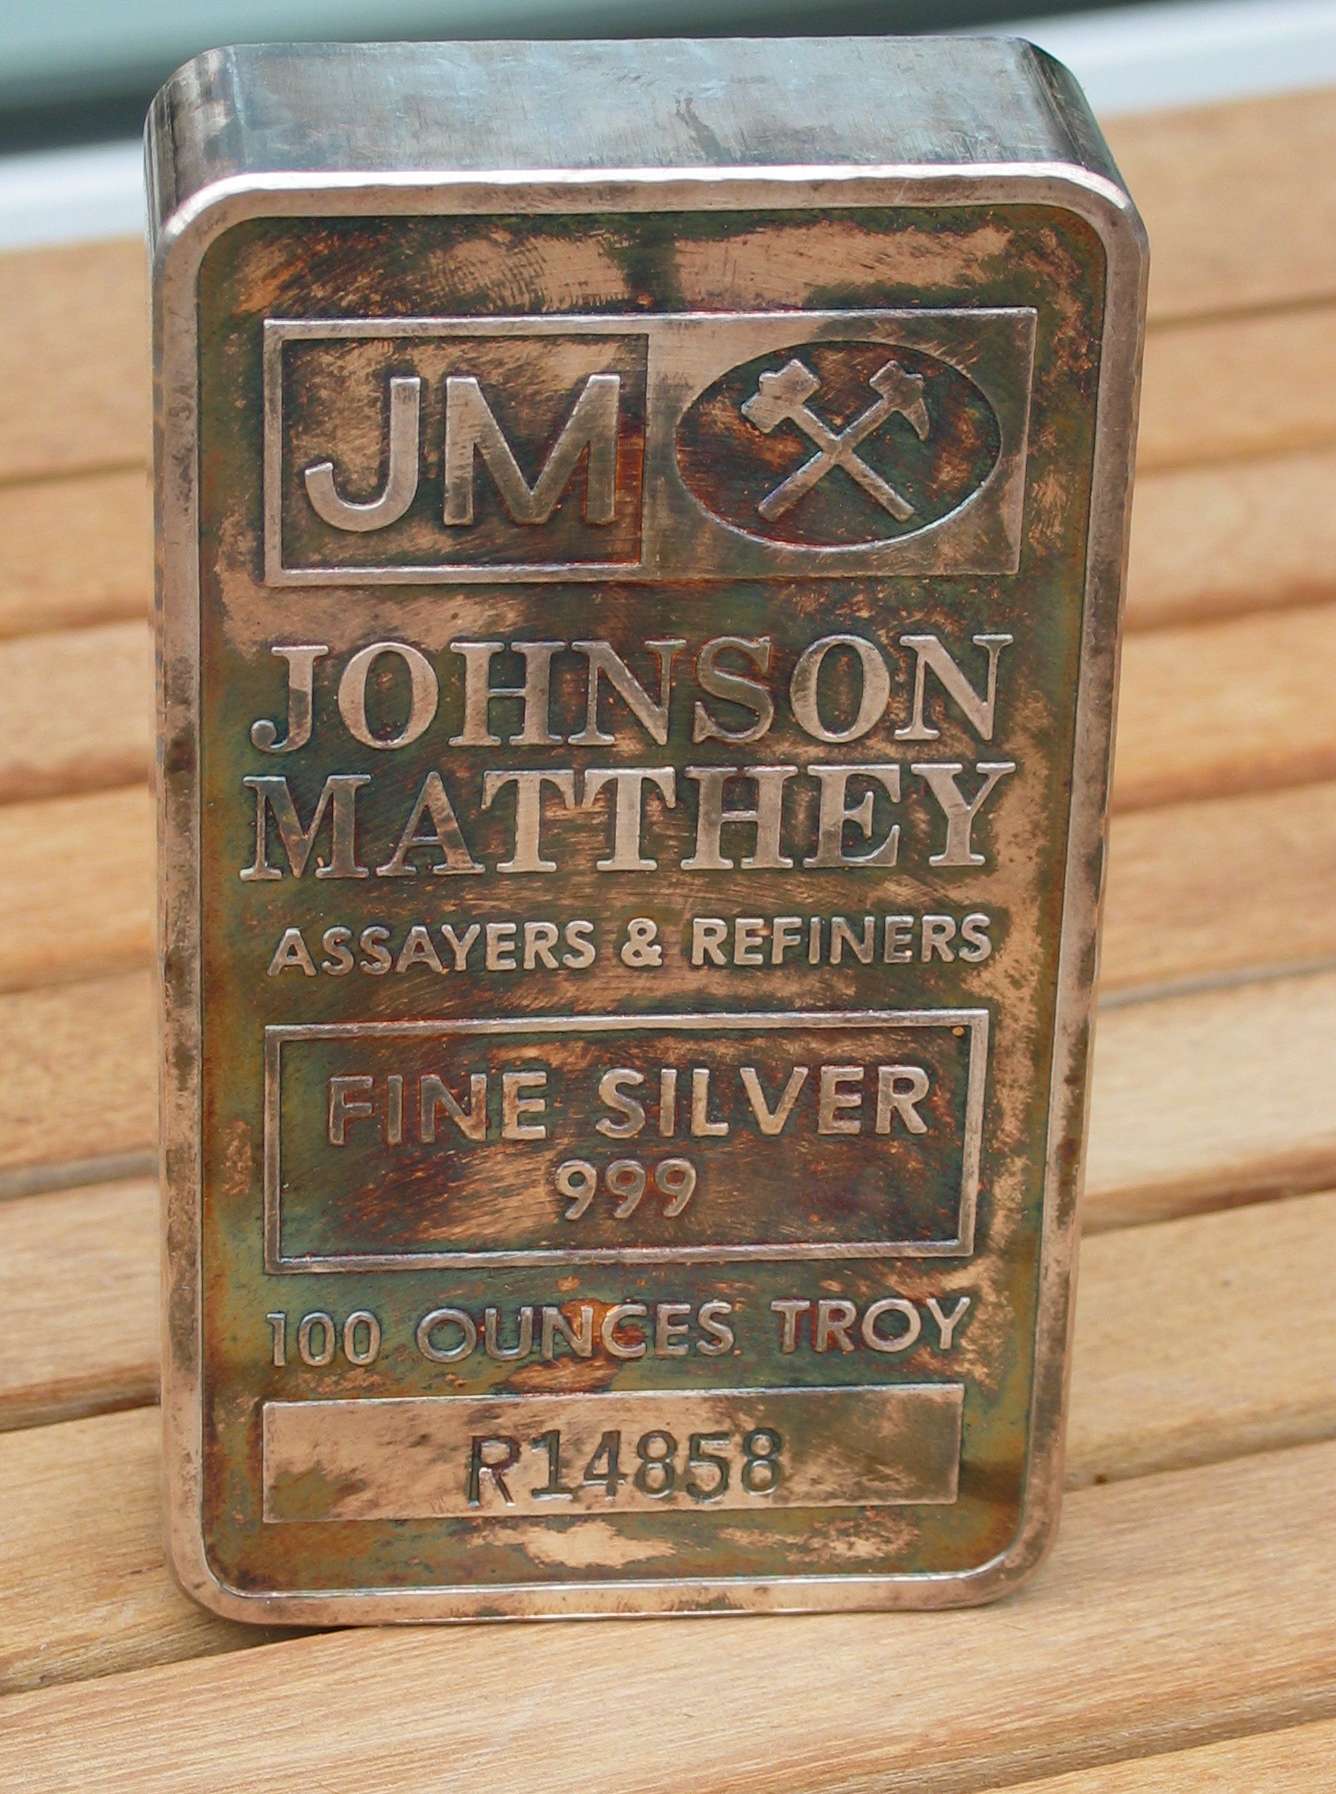 JM
JOHNSON
MATTHEY
ASSAYERS & REFINERS
FINE SILVER
999
100 OUNCES TROY
R14858